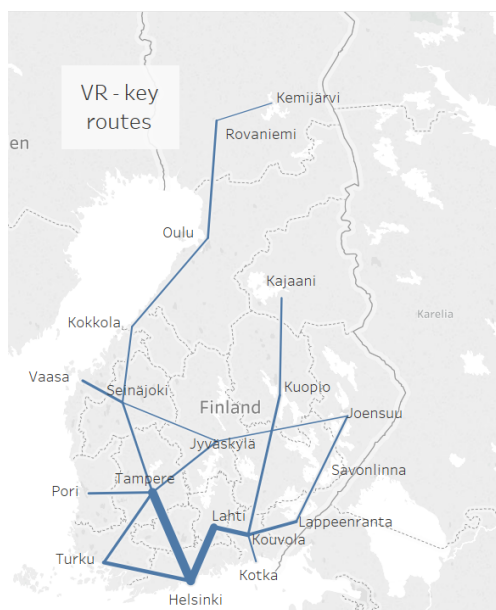 VR - key
routes
Kemijärvi
Rovaniemi
en
Oulu
Kajaani
Karelia
Kokkola
Vaasa
Seinäjoki
Kuopio
Finland
Joensuu
Jyväskylä
Savonlinna
Tampere
Pori
Lahti
Lappeenranta
Kouvola
Turku
Kotka
Helsinki